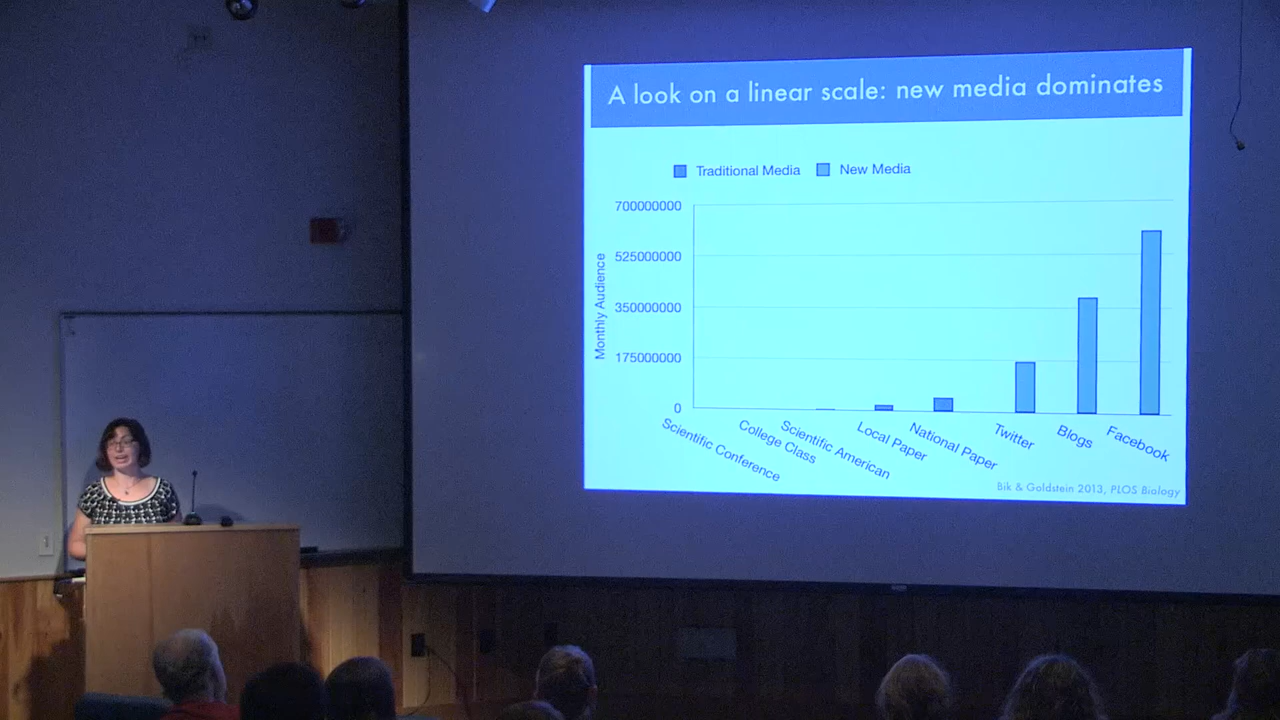 A look on a linear scale: new media dominates
Traditional Media
New Media
700000000
525000000
350000000
175000000
0
Monthly Audience
Scientific Conference
College Class
Scientific American
Local Paper
National Paper
Twitter
Blogs
Facebook
Bik & Goldstein 2013, PLOS Biology